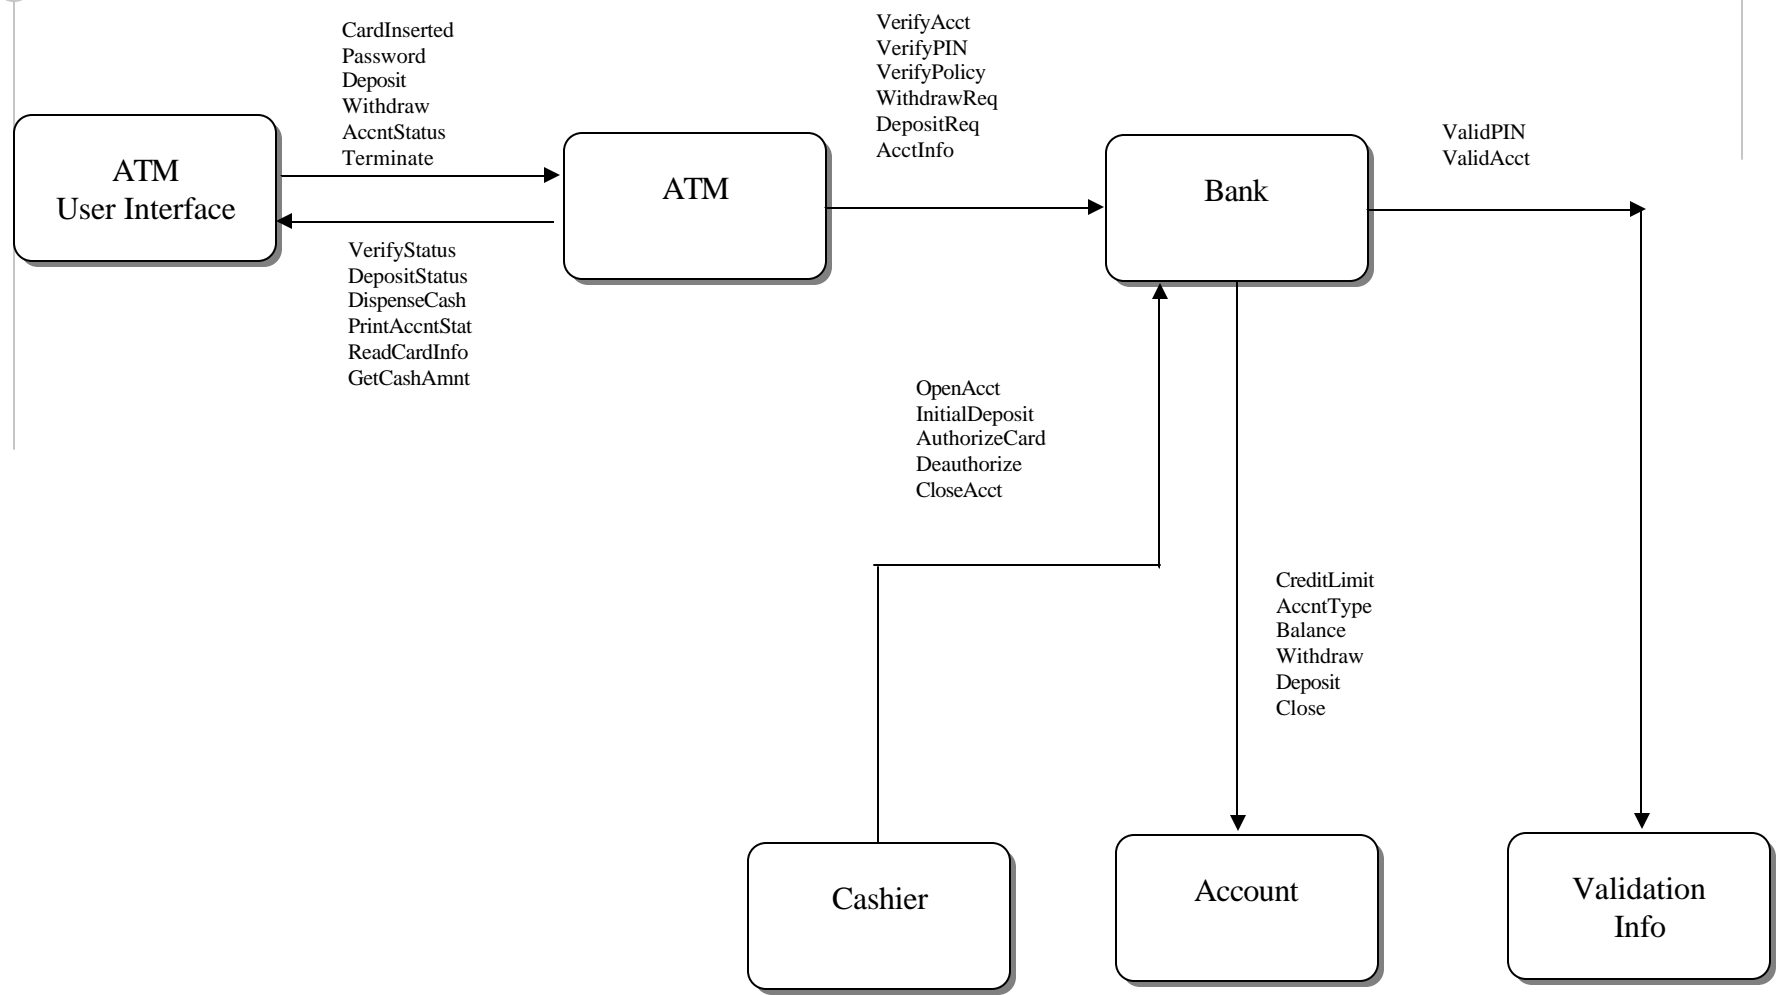 CardInserted
Password
Deposit
Withdraw
AccntStatus
Terminate
VerifyAcct
VerifyPIN
VerifyPolicy
WithdrawReq
DepositReq
AcctInfo
ValidPIN
ValidAcct
ATM
User Interface
ATM
Bank
VerifyStatus
DepositStatus
DispenseCash
PrintAccntStat
ReadCardInfo
GetCashAmnt
OpenAcct
InitialDeposit
AuthorizeCard
Deauthorize
CloseAcct
CreditLimit
AccntType
Balance
Withdraw
Deposit
Close
Cashier
Account
Validation
Info